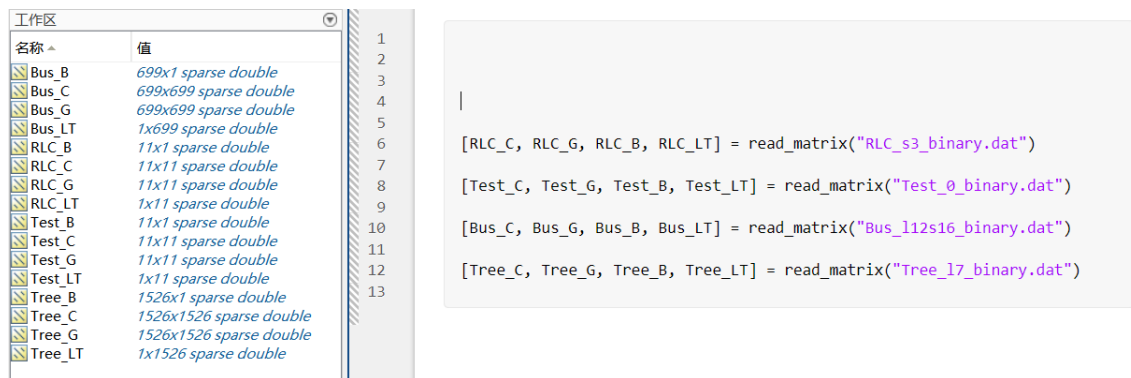 工作区
名称 值
Bus_B 699x1 sparse double
Bus_C 699x699 sparse double
Bus_G 699x699 sparse double
Bus_LT 1x699 sparse double
RLC_B 11x1 sparse double
RLC_C 11x11 sparse double
RLC_G 11x11 sparse double
RLC_LT 1x11 sparse double
Test_B 11x1 sparse double
Test_C 11x11 sparse double
Test_G 11x11 sparse double
Test_LT 1x11 sparse double
Tree_B 1526x1 sparse double
Tree_C 1526x1526 sparse double
Tree_G 1526x1526 sparse double
Tree_LT 1x1526 sparse double
1
2
3
4
5
6 [RLC_C, RLC_G, RLC_B, RLC_LT] = read_matrix("RLC_s3_binary.dat")
7
8 [Test_C, Test_G, Test_B, Test_LT] = read_matrix("Test_0_binary.dat")
9
10 [Bus_C, Bus_G, Bus_B, Bus_LT] = read_matrix("Bus_l12s16_binary.dat")
11
12 [Tree_C, Tree_G, Tree_B, Tree_LT] = read_matrix("Tree_l7_binary.dat")
13